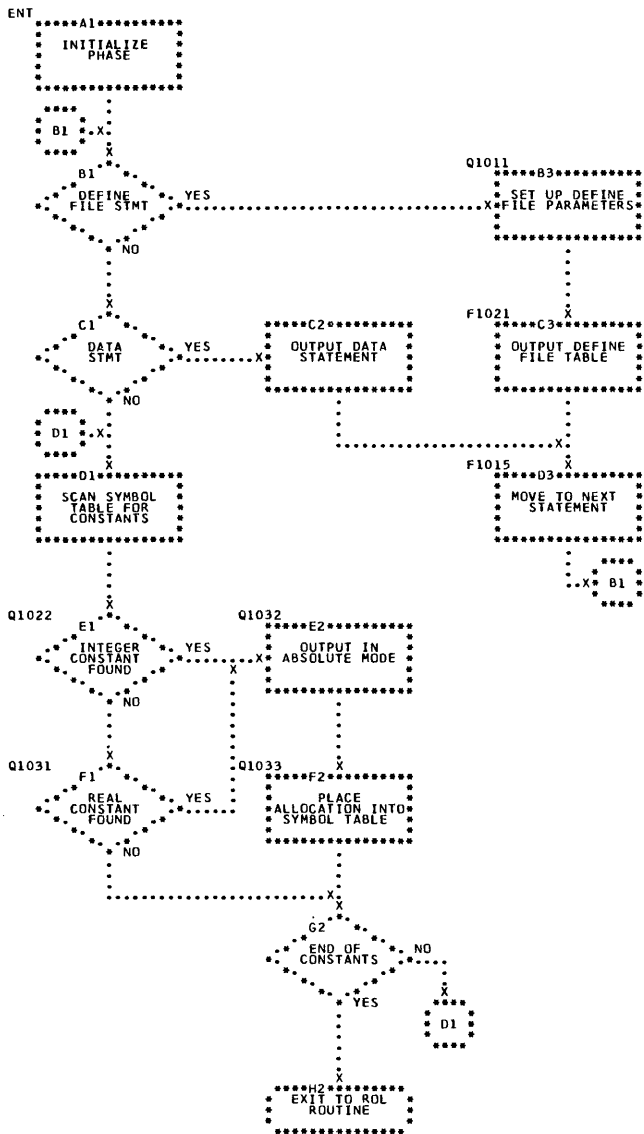 ENT
A1
INITIALIZE
PHASE
B1
B1
DEFINE
FILE STMT
YES
NO
Q1011
B3
SET UP DEFINE
FILE PARAMETERS
C1
DATA
STMT
YES
NO
C2
OUTPUT DATA
STATEMENT
F1021
C3
OUTPUT DEFINE
FILE TABLE
D1
D1
SCAN SYMBOL
TABLE FOR
CONSTANTS
F1015
D3
MOVE TO NEXT
STATEMENT
B1
Q1022
E1
INTEGER
CONSTANT
FOUND
YES
NO
Q1032
E2
OUTPUT IN
ABSOLUTE MODE
Q1031
F1
REAL
CONSTANT
FOUND
YES
NO
Q1033
F2
PLACE
ALLOCATION INTO
SYMBOL TABLE
G2
END OF
CONSTANTS
NO
YES
D1
H2
EXIT TO ROL
ROUTINE